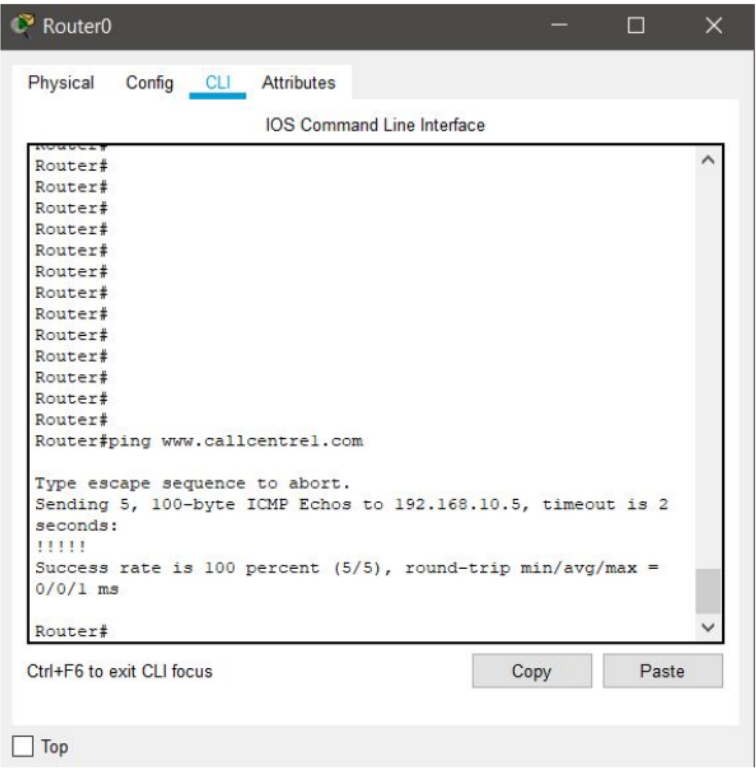 Router0
Physical Config CLI Attributes
IOS Command Line Interface
Router#
Router#
Router#
Router#
Router#
Router#
Router#
Router#
Router#
Router#
Router#
Router#
Router#
Router#
Router#ping www.callcentre1.com
Type escape sequence to abort.
Sending 5, 100-byte ICMP Echos to 192.168.10.5, timeout is 2
seconds:
!!!!!
Success rate is 100 percent (5/5), round-trip min/avg/max =
0/0/1 ms
Router#
Ctrl+F6 to exit CLI focus
Copy Paste
Top